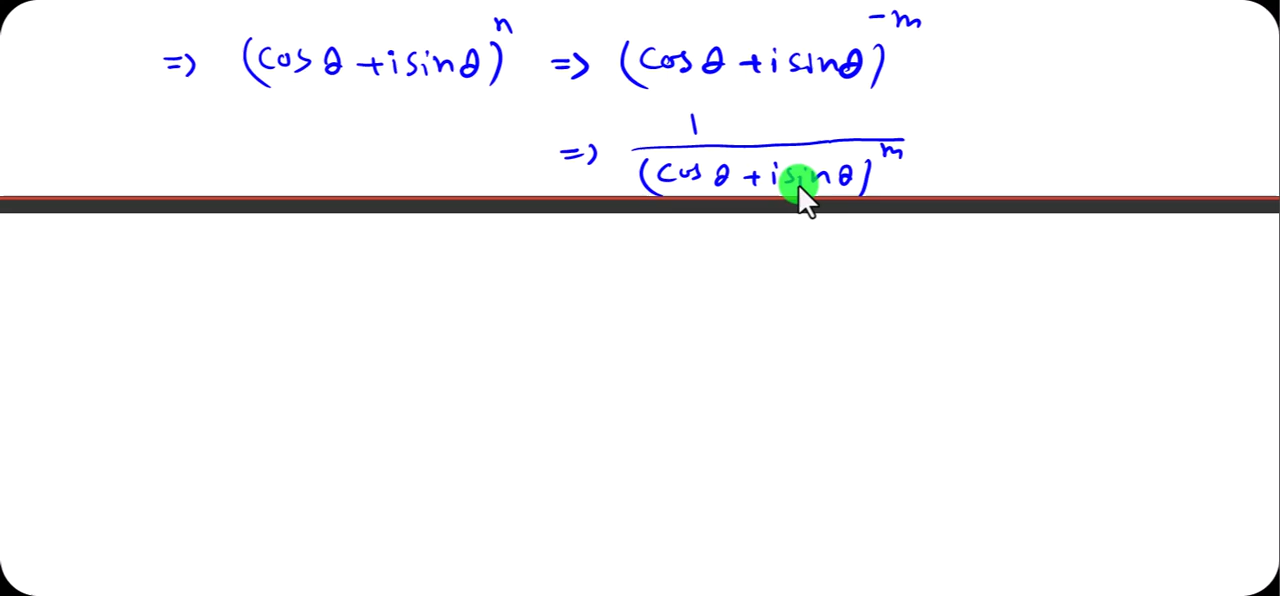 => (cos θ + i sin θ)^n => (cos θ + i sin θ)^-m
=> 1/(cos θ + i sin θ)^m